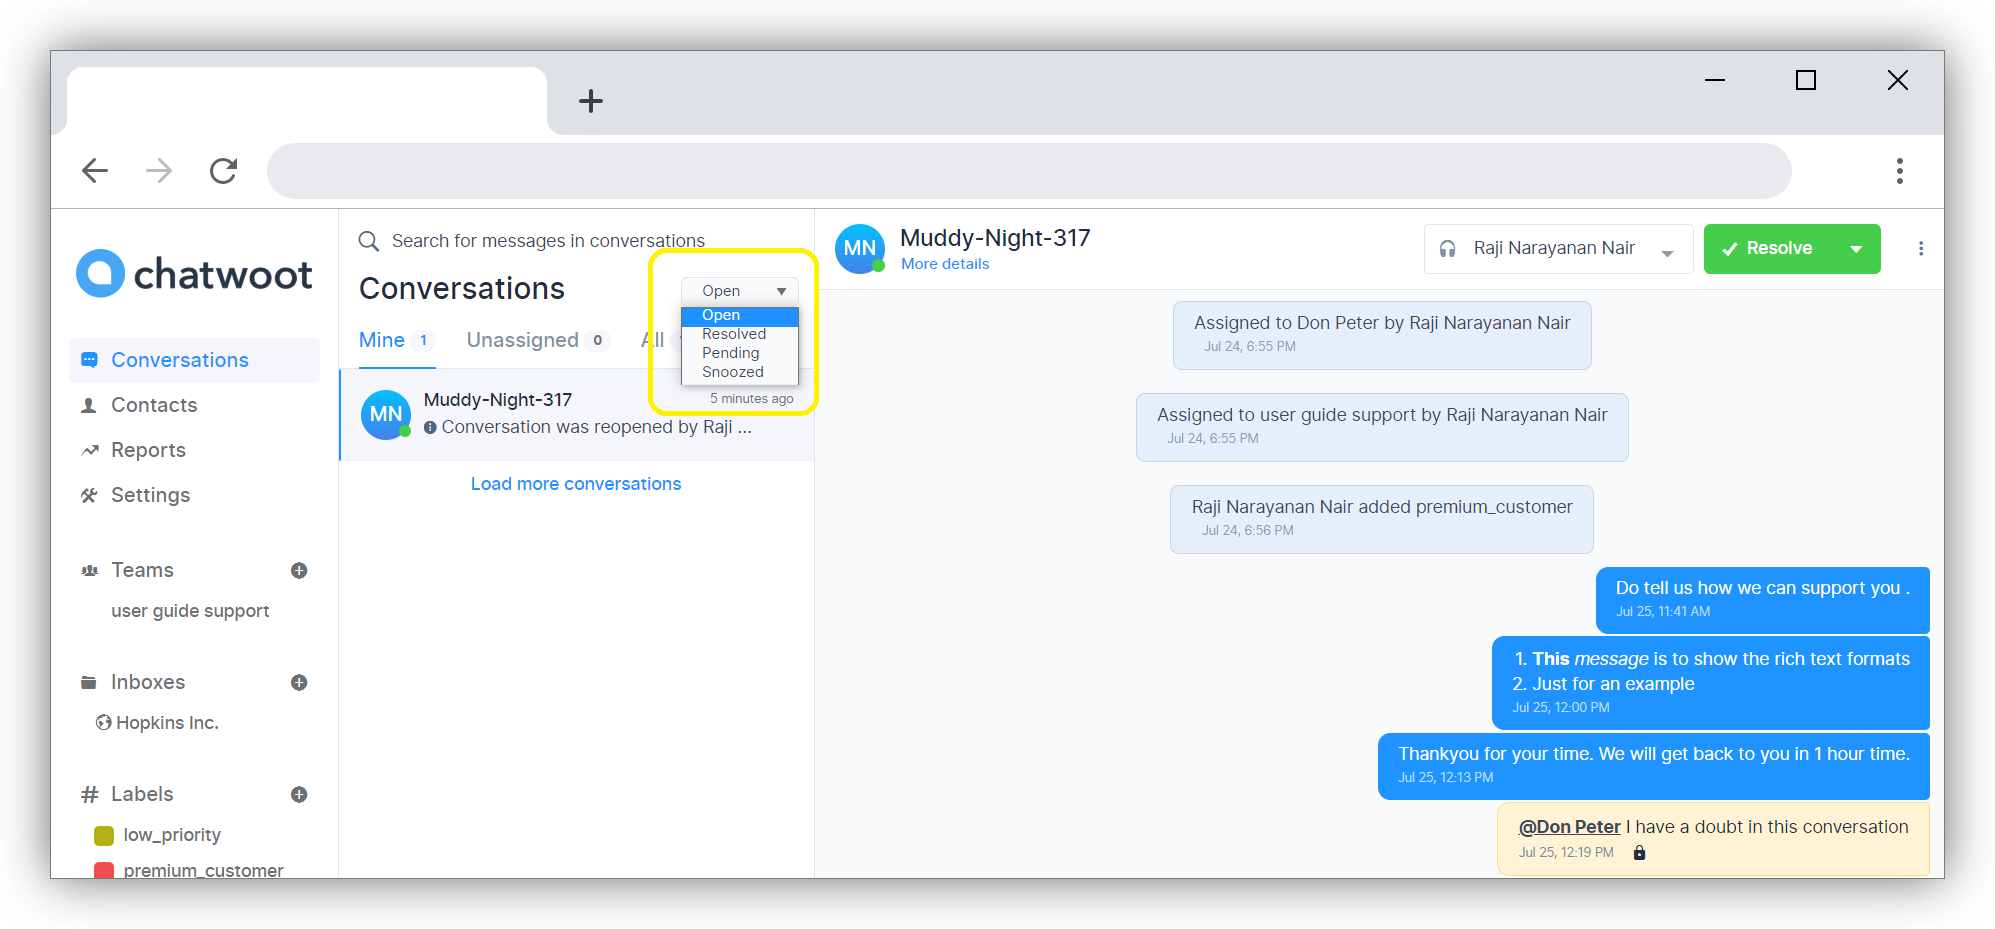 chatwoot
Conversations
Contacts
Reports
Settings
Teams
user guide support
Inboxes
Hopkins Inc.
Labels
low_priority
premium_customer
Search for messages in conversations
Conversations
Open
Open
Resolved
Pending
Snoozed
Mine 1 Unassigned 0 All
MN
Muddy-Night-317
5 minutes ago
Conversation was reopened by Raji ...
Load more conversations
MN
Muddy-Night-317
More details
Raji Narayanan Nair
Resolve
Assigned to Don Peter by Raji Narayanan Nair
Jul 24, 6:55 PM
Assigned to user guide support by Raji Narayanan Nair
Jul 24, 6:55 PM
Raji Narayanan Nair added premium_customer
Jul 24, 6:56 PM
Do tell us how we can support you .
Jul 25, 11:41 AM
1. This message is to show the rich text formats
2. Just for an example
Jul 25, 12:00 PM
Thankyou for your time. We will get back to you in 1 hour time.
Jul 25, 12:13 PM
@Don Peter I have a doubt in this conversation
Jul 25, 12:19 PM